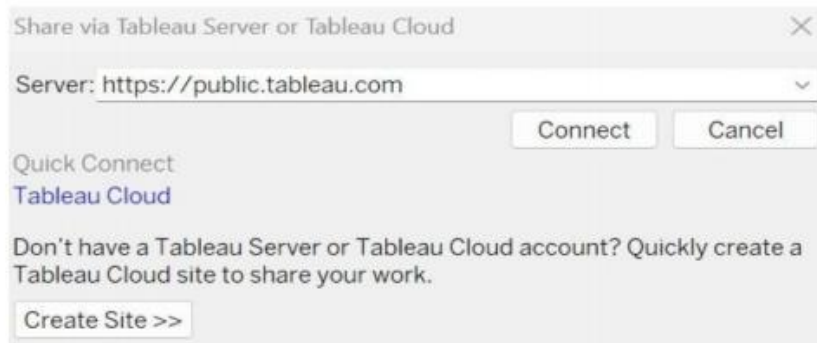 Share via Tableau Server or Tableau Cloud
Server: https://public.tableau.com
Connect Cancel
Quick Connect
Tableau Cloud
Don't have a Tableau Server or Tableau Cloud account? Quickly create a
Tableau Cloud site to share your work.
Create Site >>